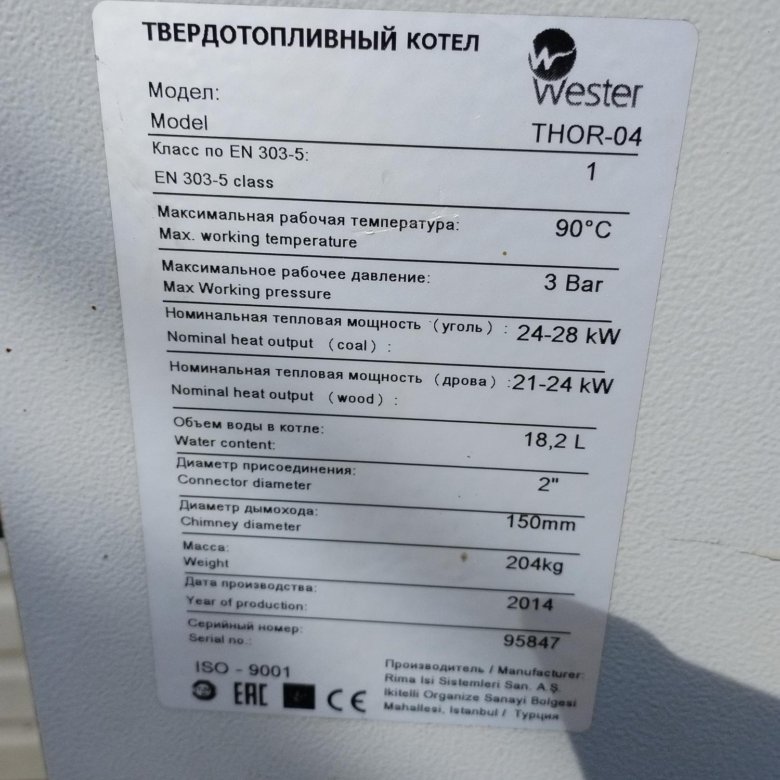 ТВЕРДОТОПЛИВНЫЙ КОТЕЛ
Wester
Модел:
Model THOR-04
Класс по EN 303-5: 1
EN 303-5 class
Максимальная рабочая температура: 90°C
Max. working temperature
Максимальное рабочее давление: 3 Bar
Max Working pressure
Номинальная тепловая мощность (уголь) : 24-28 kW
Nominal heat output (coal) :
Номинальная тепловая мощность (дрова) :21-24 kW
Nominal heat output (wood) :
Объем воды в котле: 18,2 L
Water content:
Диаметр присоединения: 2"
Connector diameter
Диаметр дымохода: 150mm
Chimney diameter
Масса: 204kg
Weight
Дата производства:
Year of production: 2014
Серийный номер: 95847
Serial no.:
ISO - 9001
EAC CE
Производитель / Manufacturer:
Rima Isi Sistemleri San. A.Ş.
Ikitelli Organize Sanayi Bolgesi
Mahallesi, Istanbul / Турция